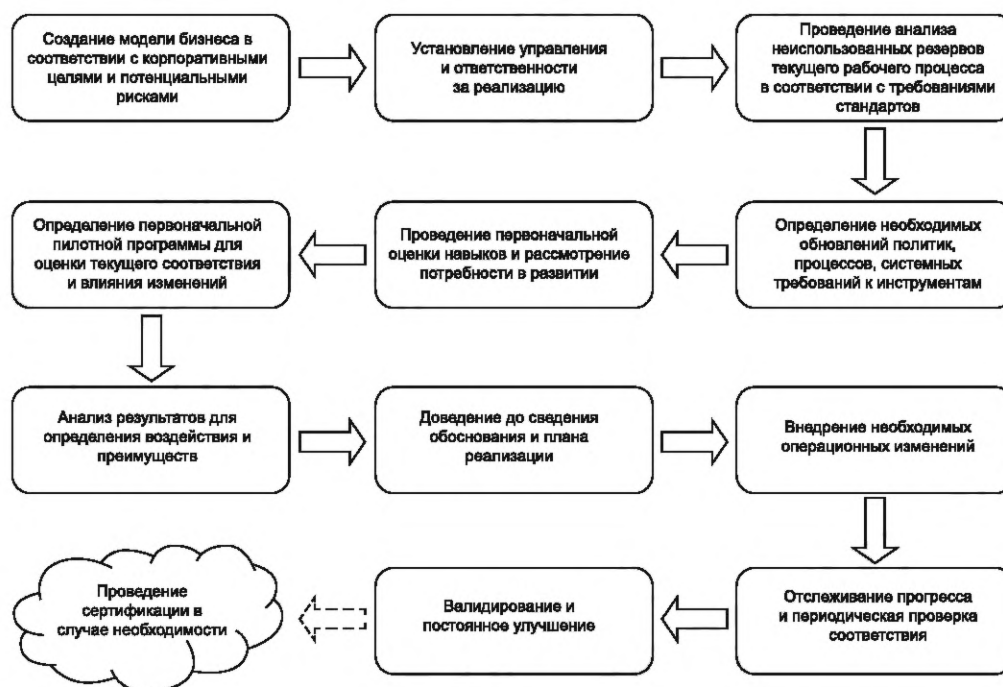 Создание модели бизнеса в
соответствии с корпоративными
целями и потенциальными
рисками
Установление управления
и ответственности
за реализацию
Проведение анализа
неиспользованных резервов
текущего рабочего процесса
в соответствии с требованиями
стандартов
Определение необходимых
обновлений политик,
процессов, системных
требований к инструментам
Проведение первоначальной
оценки навыков и рассмотрение
потребности в развитии
Определение первоначальной
пилотной программы для
оценки текущего соответствия
и влияния изменений
Анализ результатов для
определения воздействия и
преимуществ
Доведение до сведения
обоснования и плана
реализации
Внедрение необходимых
операционных изменений
Отслеживание прогресса
и периодическая проверка
соответствия
Валидирование и
постоянное улучшение
Проведение
сертификации в
случае необходимости